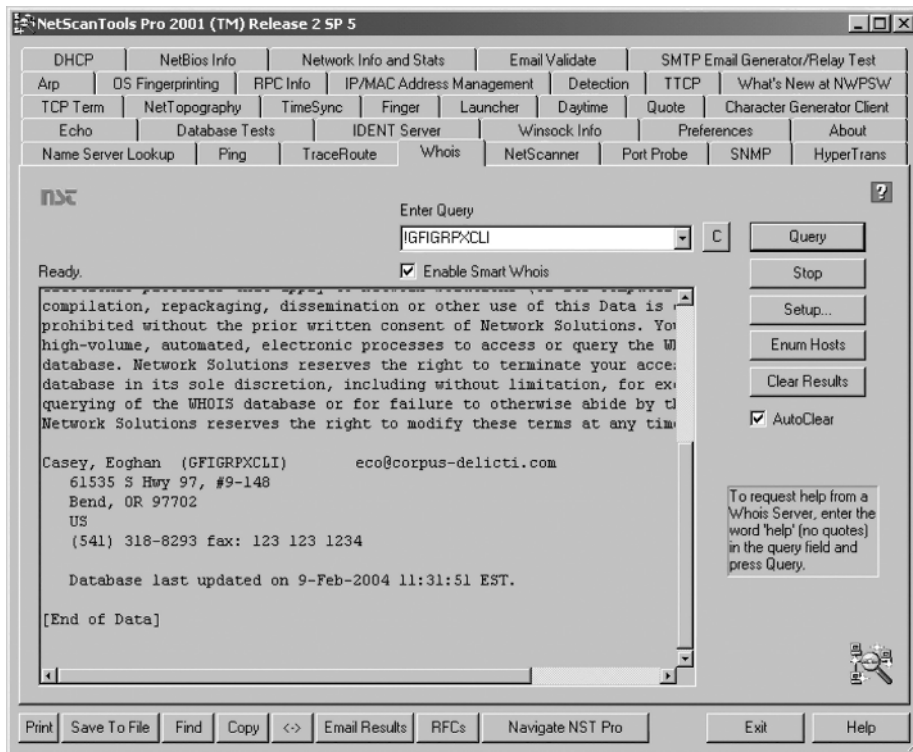 NetScanTools Pro 2001 (TM) Release 2 SP 5
DHCP NetBios Info Network Info and Stats Email Validate SMTP Email Generator/Relay Test
Arp OS Fingerprinting RPC Info IP/MAC Address Management Detection TTCP What's New at NWPSW
TCP Term NetTopography TimeSync Finger Launcher Daytime Quote Character Generator Client
Echo Database Tests IDENT Server Winsock Info Preferences About
Name Server Lookup Ping TraceRoute Whois NetScanner Port Probe SNMP HyperTrans
nst
?
Enter Query
!GFIGRPXCLI
C
Query
Ready.
Enable Smart Whois
Stop
Setup...
Enum Hosts
Clear Results
AutoClear
compilation, repackaging, dissemination or other use of this Data is
prohibited without the prior written consent of Network Solutions. You
high-volume, automated, electronic processes to access or query the WH
database. Network Solutions reserves the right to terminate your acce
database in its sole discretion, including without limitation, for ex
querying of the WHOIS database or for failure to otherwise abide by t
Network Solutions reserves the right to modify these terms at any tim
Casey, Eoghan (GFIGRPXCLI) eco@corpus-delicti.com
61535 S Hwy 97, #9-148
Bend, OR 97702
US
(541) 318-8293 fax: 123 123 1234
Database last updated on 9-Feb-2004 11:31:51 EST.
[End of Data]
To request help from a
Whois Server, enter the
word 'help' (no quotes)
in the query field and
press Query.
Print Save To File Find Copy <-> Email Results RFCs Navigate NST Pro Exit Help